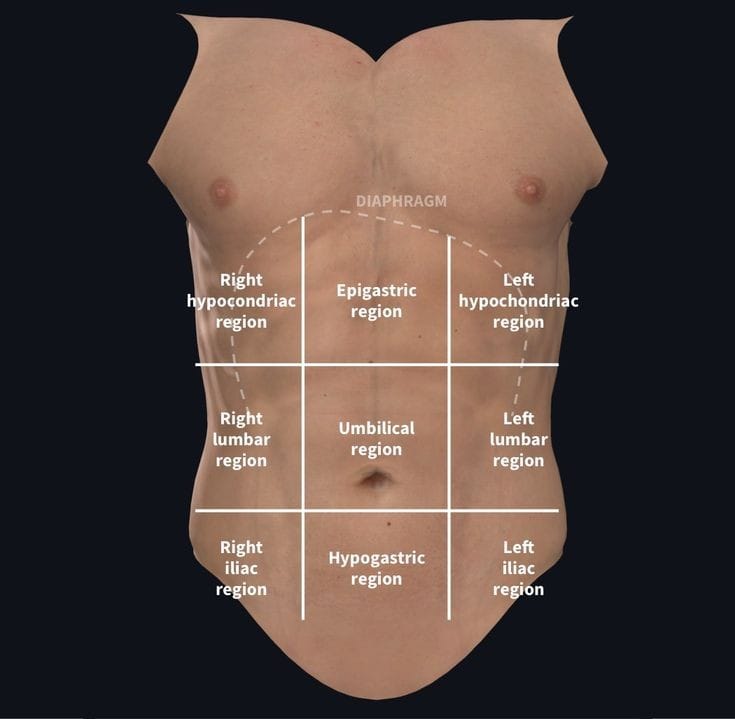 DIAPHRAGM
Right
hypocondriac
region
Epigastric
region
Left
hypochondriac
region
Right
lumbar
region
Umbilical
region
Left
lumbar
region
Right
iliac
region
Hypogastric
region
Left
iliac
region